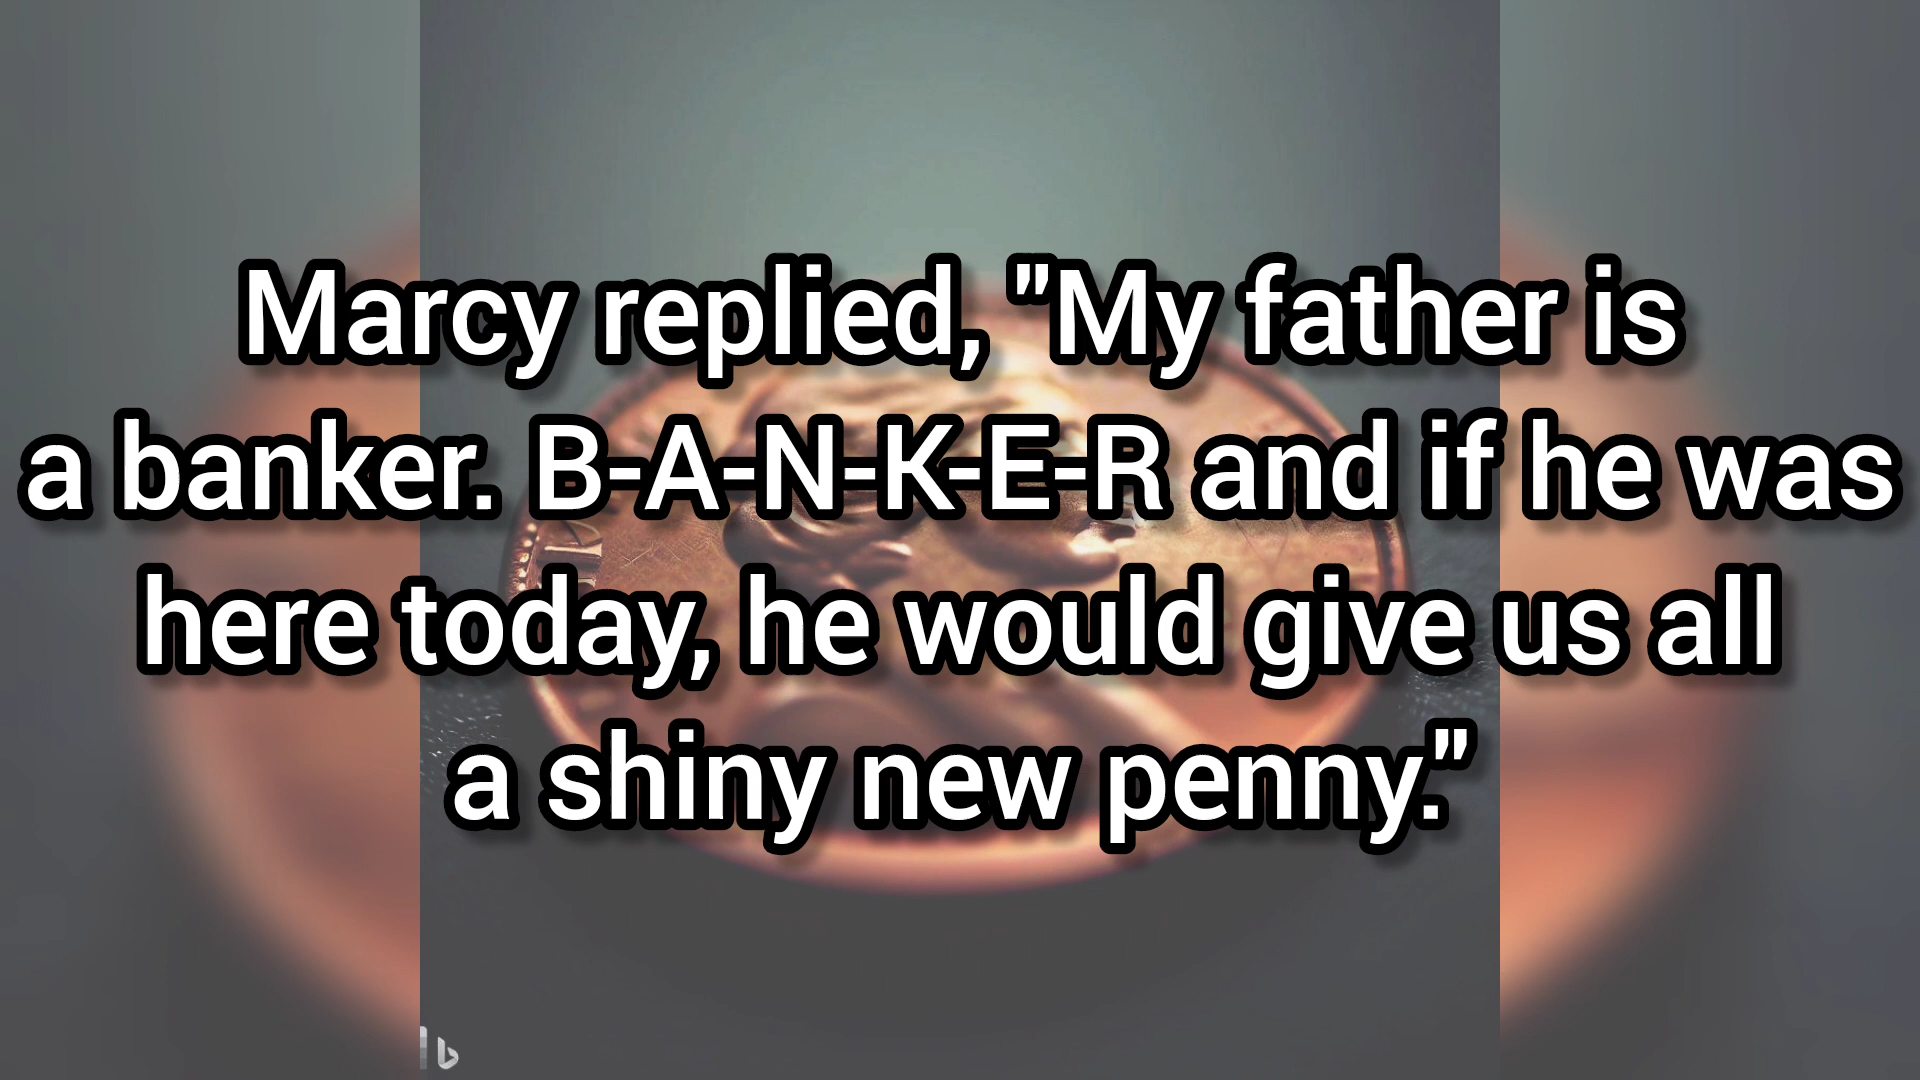 Marcy replied, "My father is
a banker. B-A-N-K-E-R and if he was
here today, he would give us all
a shiny new penny."